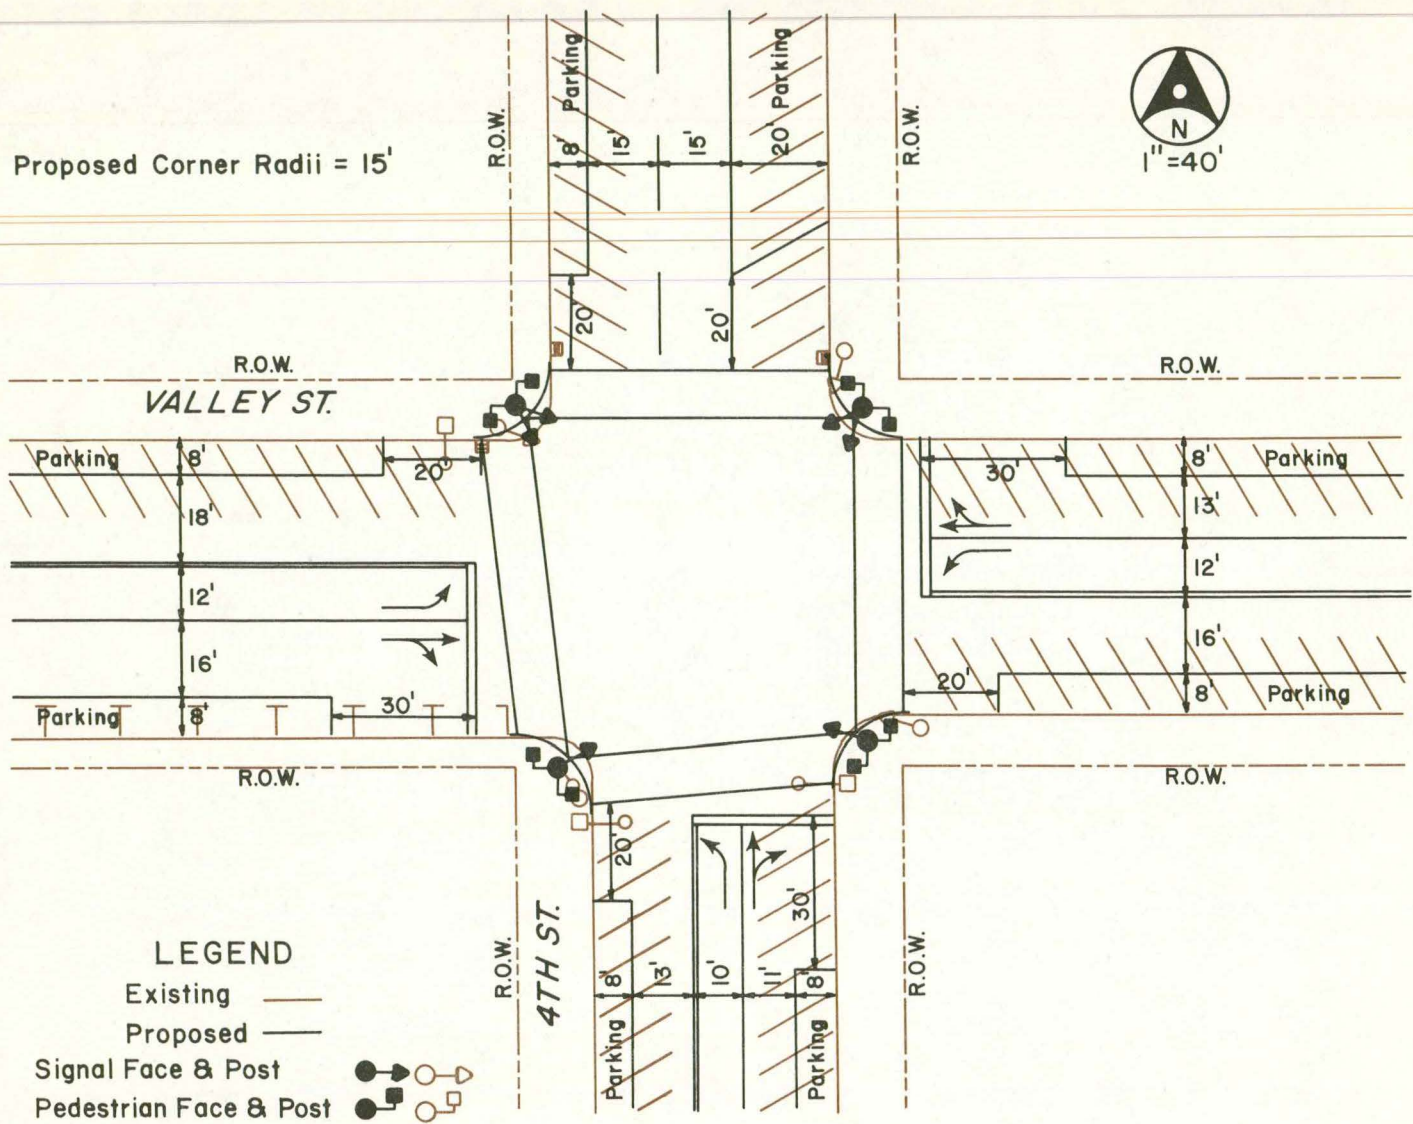 Parking
20' Parking
8'
15'
15'
R.O.W.
R.O.W.
N
1"=40'
Proposed Corner Radii = 15'
20'
20'
R.O.W.
R.O.W.
VALLEY ST.
Parking
8'
20'
30'
8'
Parking
18'
13'
12'
12'
16'
16'
20'
8'
Parking
Parking
8'
30'
R.O.W.
R.O.W.
20'
30'
4TH ST.
R.O.W.
R.O.W.
8'
13'
10'
11'
8'
Parking
Parking
LEGEND
Existing
Proposed
Signal Face & Post
Pedestrian Face & Post